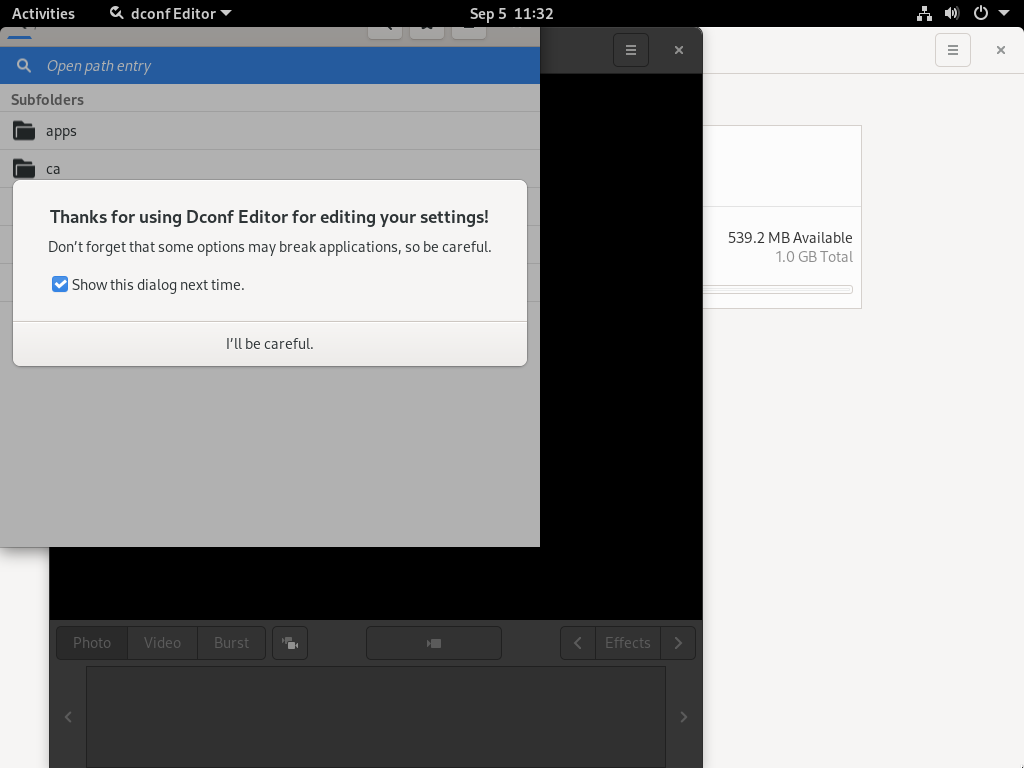 Activities
dconf Editor
Sep 5 11:32
Open path entry
Subfolders
apps
ca
Thanks for using Dconf Editor for editing your settings!
Don’t forget that some options may break applications, so be careful.
Show this dialog next time.
I’ll be careful.
539.2 MB Available
1.0 GB Total
Photo
Video
Burst
Effects